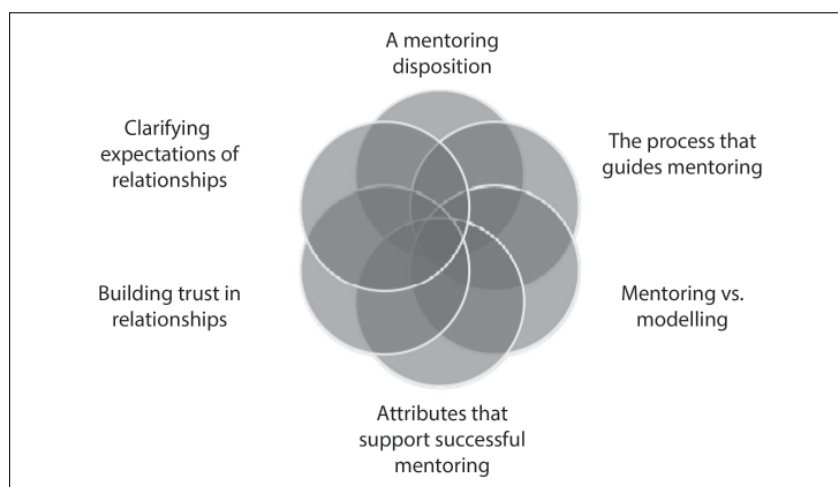 A mentoring
disposition
Clarifying
expectations of
relationships
The process that
guides mentoring
Building trust in
relationships
Mentoring vs.
modelling
Attributes that
support successful
mentoring